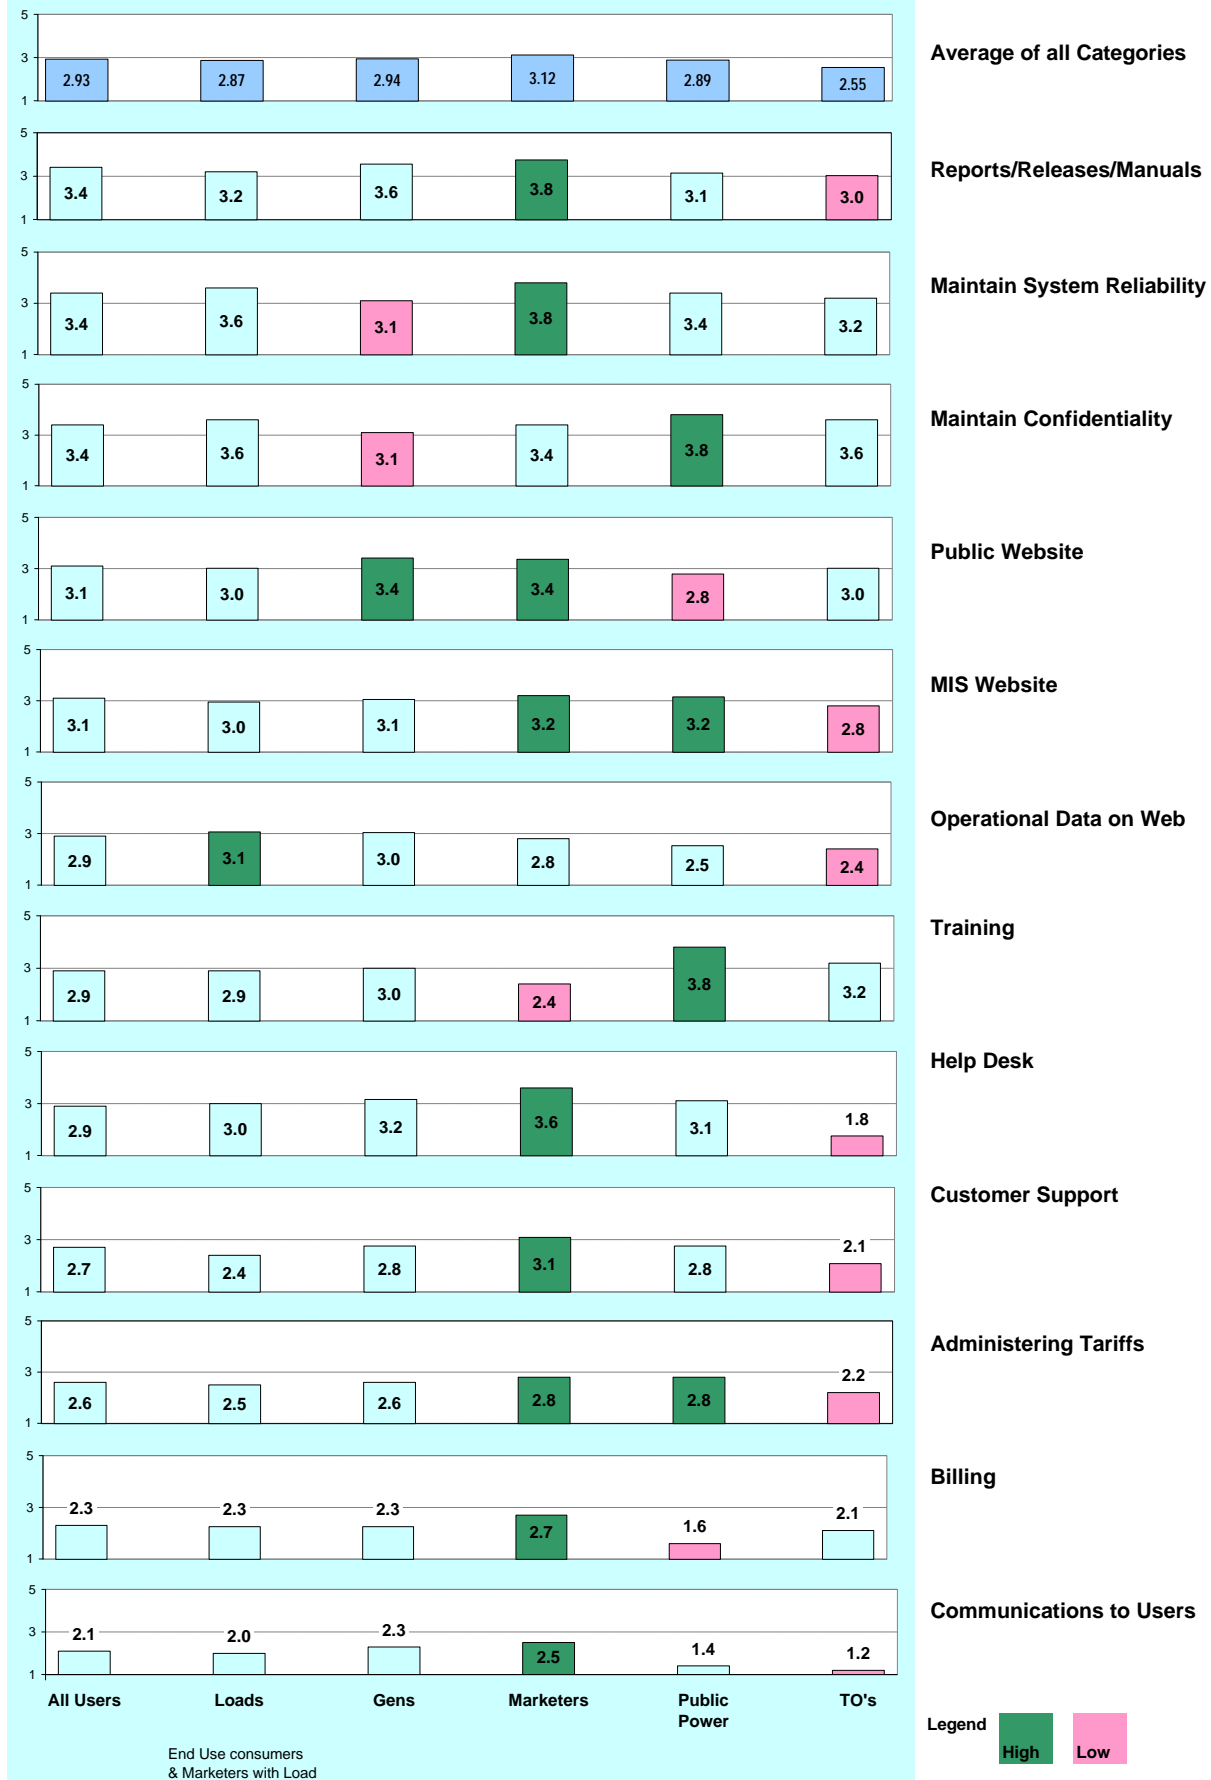 5
Average of all Categories
3
2.93 2.87 2.94 3.12 2.89 2.55
1
5
Reports/Releases/Manuals
3
3.4 3.2 3.6 3.8 3.1 3.0
1
5
Maintain System Reliability
3
3.4 3.6 3.1 3.8 3.4 3.2
1
5
Maintain Confidentiality
3
3.4 3.6 3.1 3.4 3.8 3.6
1
5
Public Website
3
3.1 3.0 3.4 3.4 2.8 3.0
1
5
MIS Website
3
3.1 3.0 3.1 3.2 3.2 2.8
1
5
Operational Data on Web
3
2.9 3.1 3.0 2.8 2.5 2.4
1
5
Training
3
2.9 2.9 3.0 2.4 3.8 3.2
1
5
Help Desk
3
2.9 3.0 3.2 3.6 3.1 1.8
1
5
Customer Support
3
2.7 2.4 2.8 3.1 2.8 2.1
1
5
Administering Tariffs
3
2.6 2.5 2.6 2.8 2.8 2.2
1
5
Billing
3
2.3 2.3 2.3 2.7 1.6 2.1
1
5
Communications to Users
3
2.1 2.0 2.3 2.5 1.4 1.2
1
All Users Loads Gens Marketers Public TO's
Power
Legend
High Low
End Use consumers
& Marketers with Load